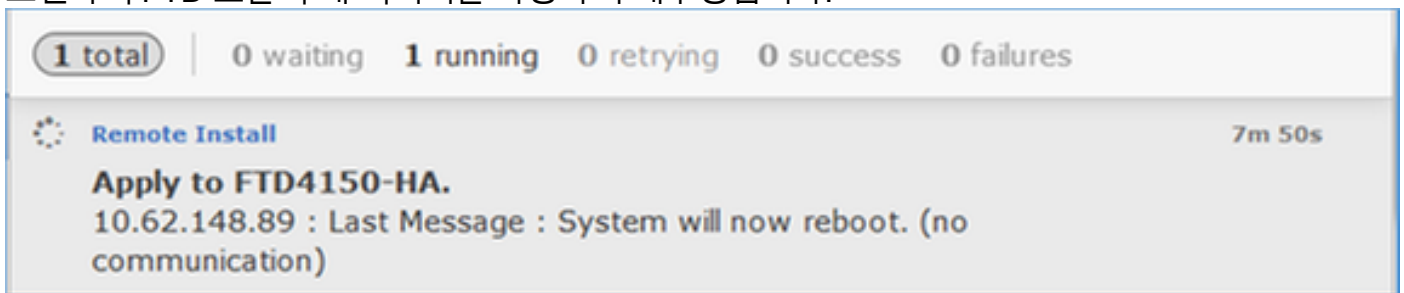 1 total 0 waiting 1 running 0 retrying 0 success 0 failures
Remote Install 7m 50s
Apply to FTD4150-HA.
10.62.148.89 : Last Message : System will now reboot. (no
communication)